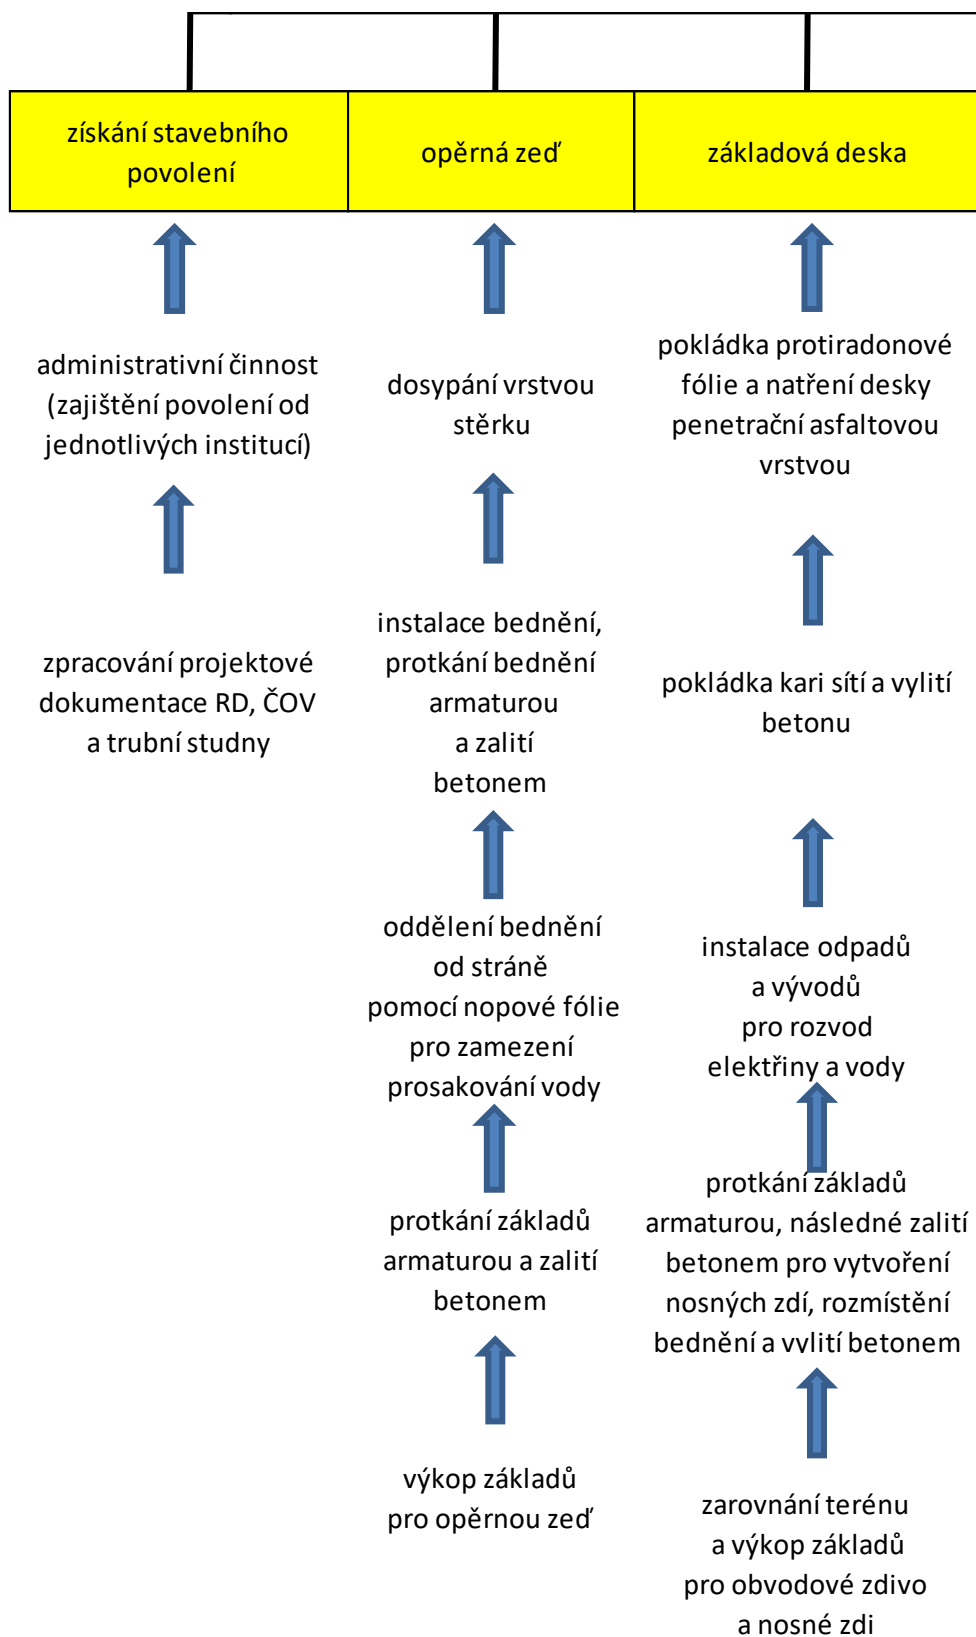 získání stavebního
povolení
opěrná zeď
základová deska
administrativní činnost
(zajištění povolení od
jednotlivých institucí)
zpracování projektové
dokumentace RD, ČOV
a trubní studny
dosypání vrstvou
stěrku
instalace bednění,
protkání bednění
armaturou
a zalití
betonem
oddělení bednění
od stráně
pomocí nopové fólie
pro zamezení
prosakování vody
protkání základů
armaturou a zalití
betonem
výkop základů
pro opěrnou zeď
pokládka protiradonové
fólie a natření desky
penetrační asfaltovou
vrstvou
pokládka kari sítí a vylití
betonu
instalace odpadů
a vývodů
pro rozvod
elektřiny a vody
protkání základů
armaturou, následné zalití
betonem pro vytvoření
nosných zdí, rozmístění
bednění a vylití betonem
zarovnání terénu
a výkop základů
pro obvodové zdivo
a nosné zdi